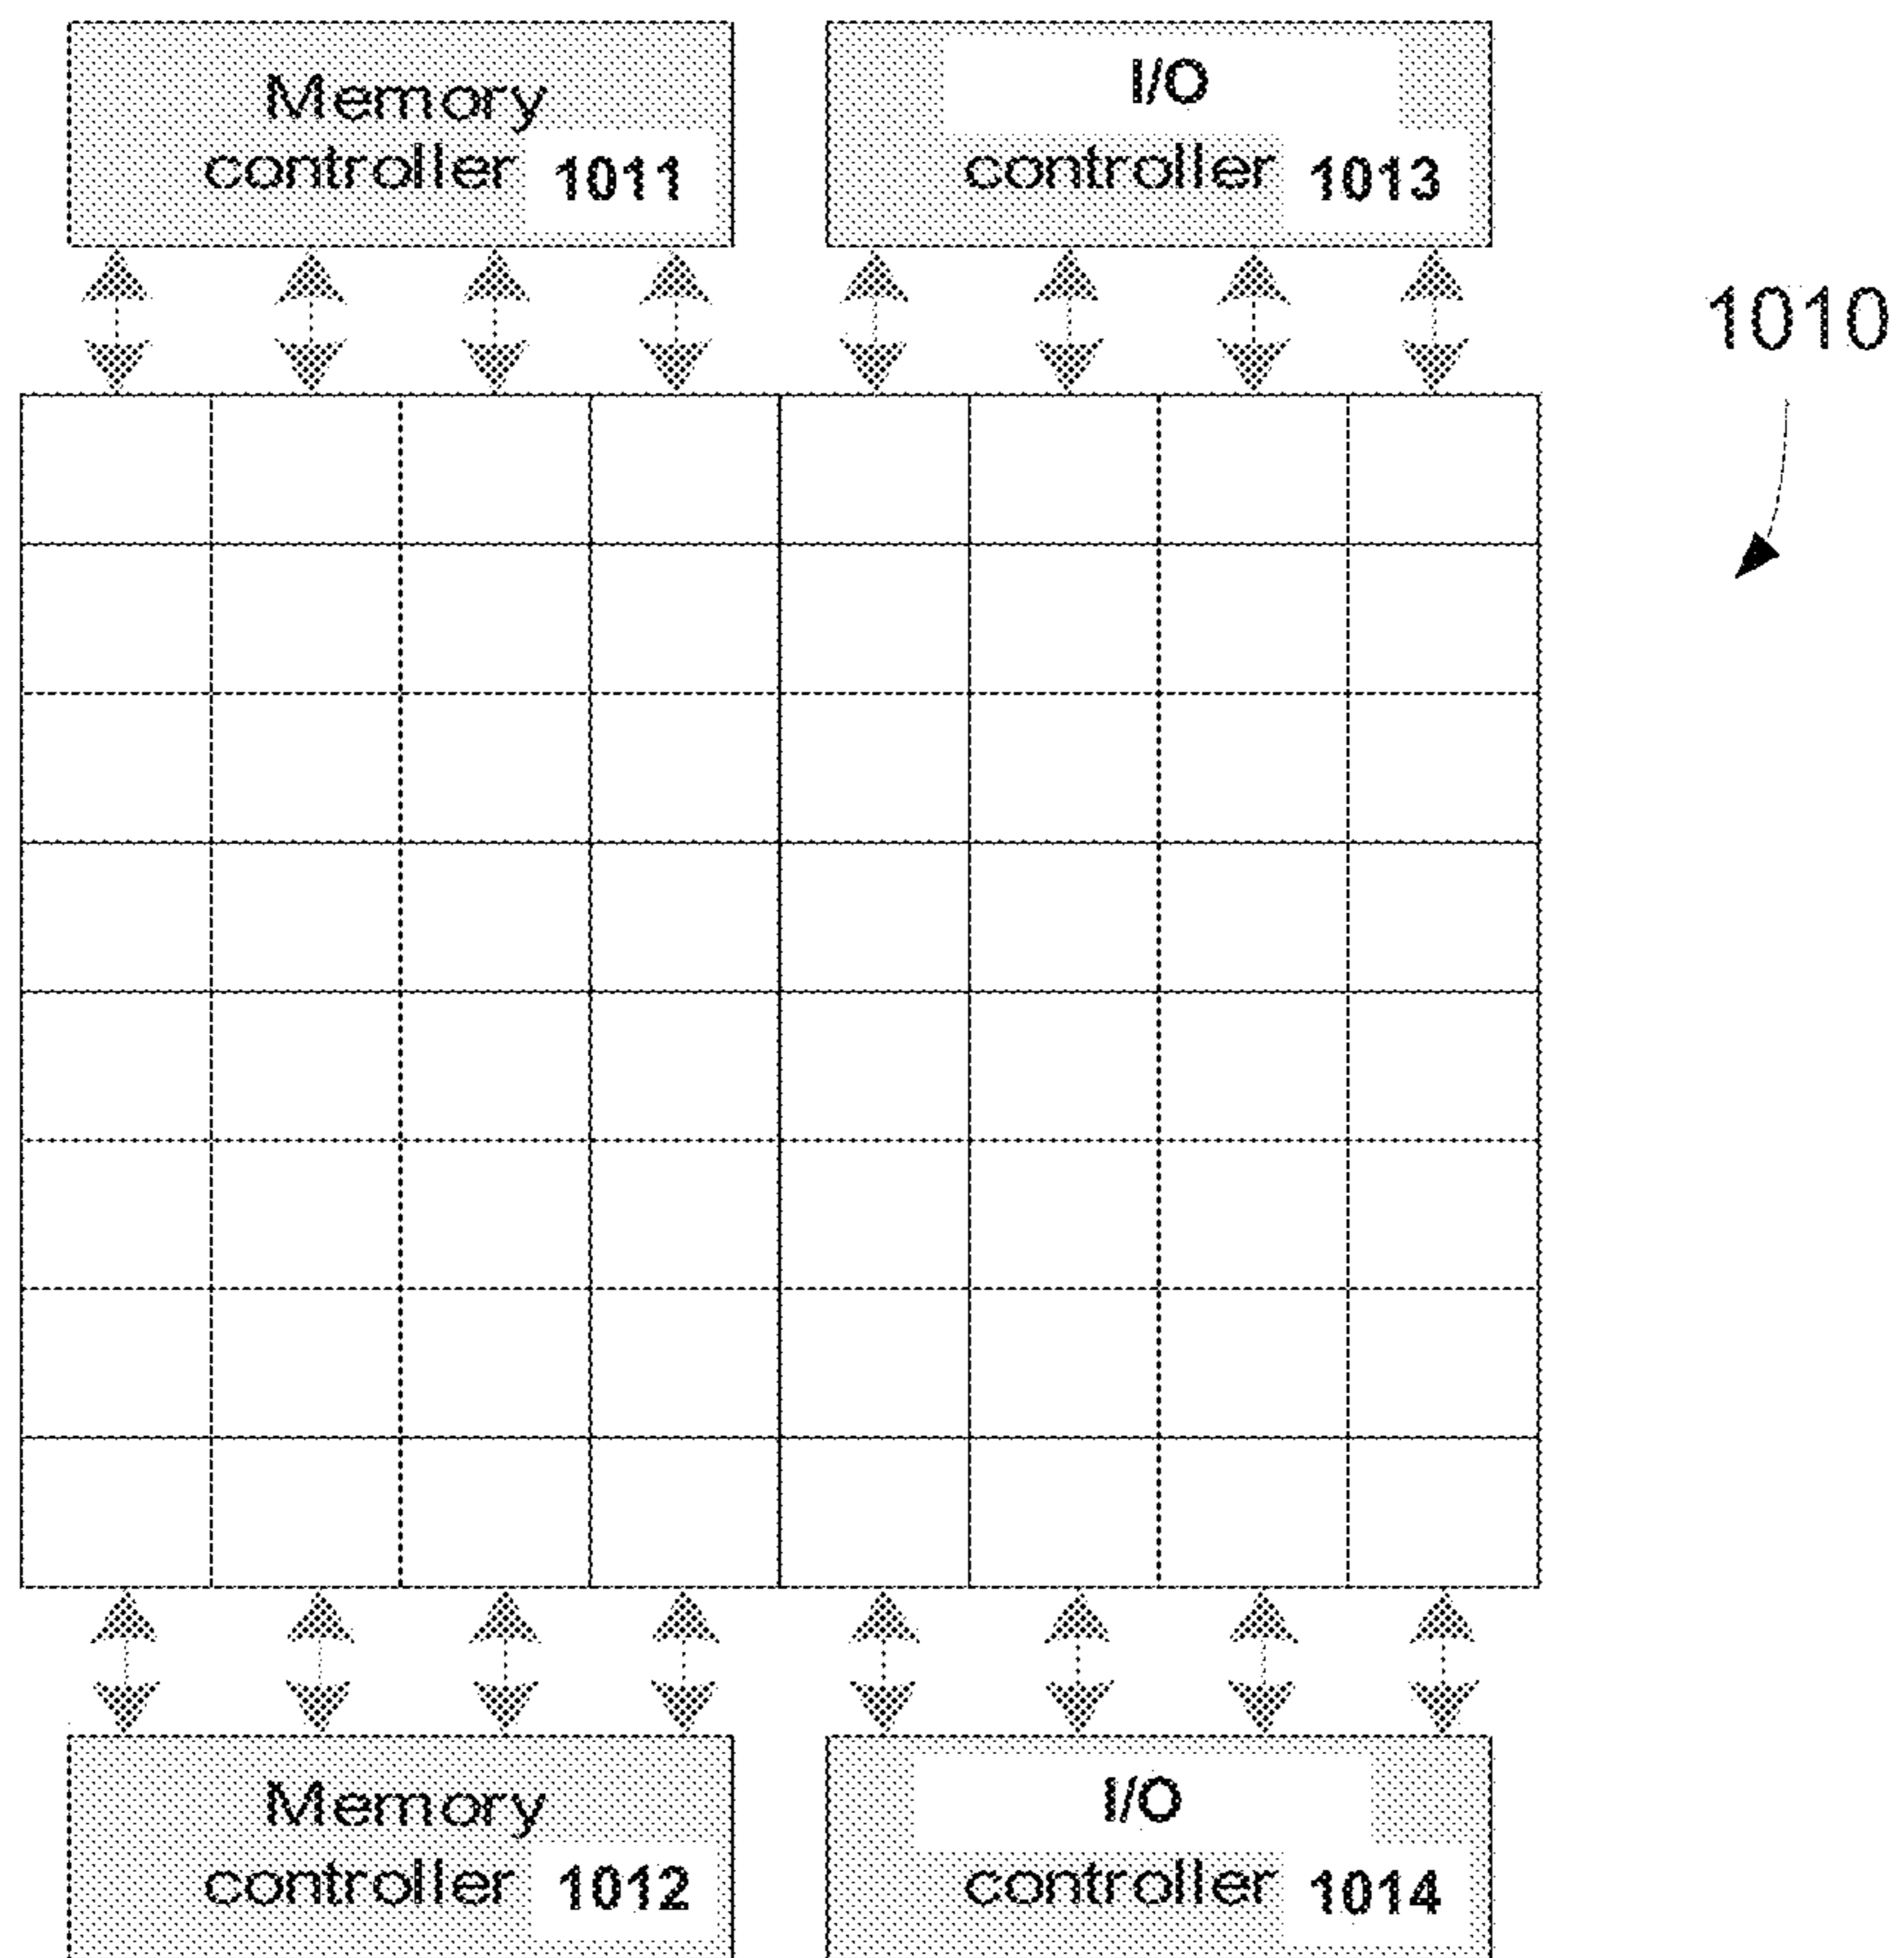 Memory
controller 1011
I/O
controller 1013
1010
Memory
controller 1012
I/O
controller 1014